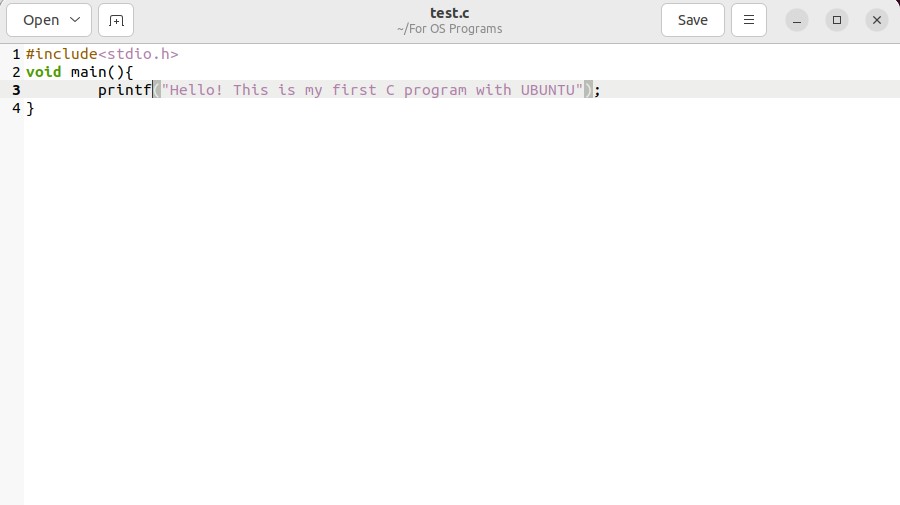 Open
test.c
~/For OS Programs
Save
1 #include<stdio.h>
2 void main(){
3         printf("Hello! This is my first C program with UBUNTU");
4 }